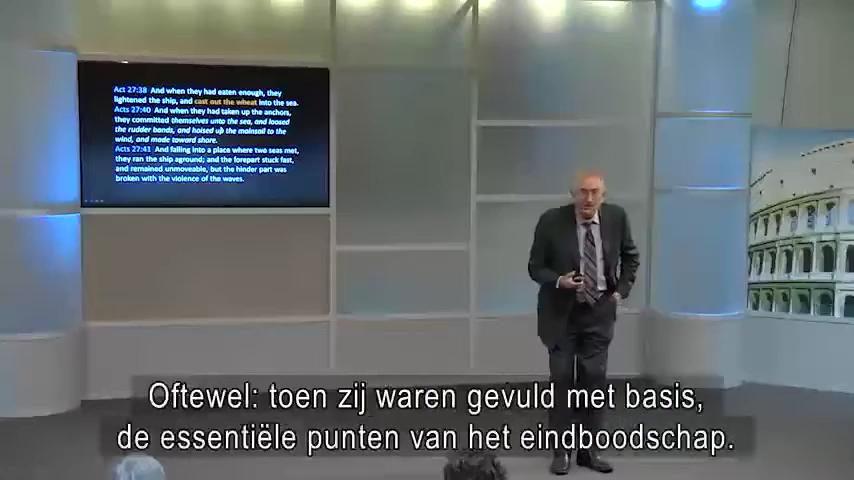 Act 27:38 And when they had eaten enough, they
lightened the ship, and cast out the wheat into the sea.
Acts 27:40 And when they had taken up the anchors,
they committed themselves unto the sea, and loosed
the rudder bands, and hoised up the mainsail to the
wind, and made toward shore.
Acts 27:41 And falling into a place where two seas met,
they ran the ship aground; and the forepart stuck fast,
and remained unmoveable, but the hinder part was
broken with the violence of the waves.
Oftewel: toen zij waren gevuld met basis,
de essentiële punten van het eindboodschap.